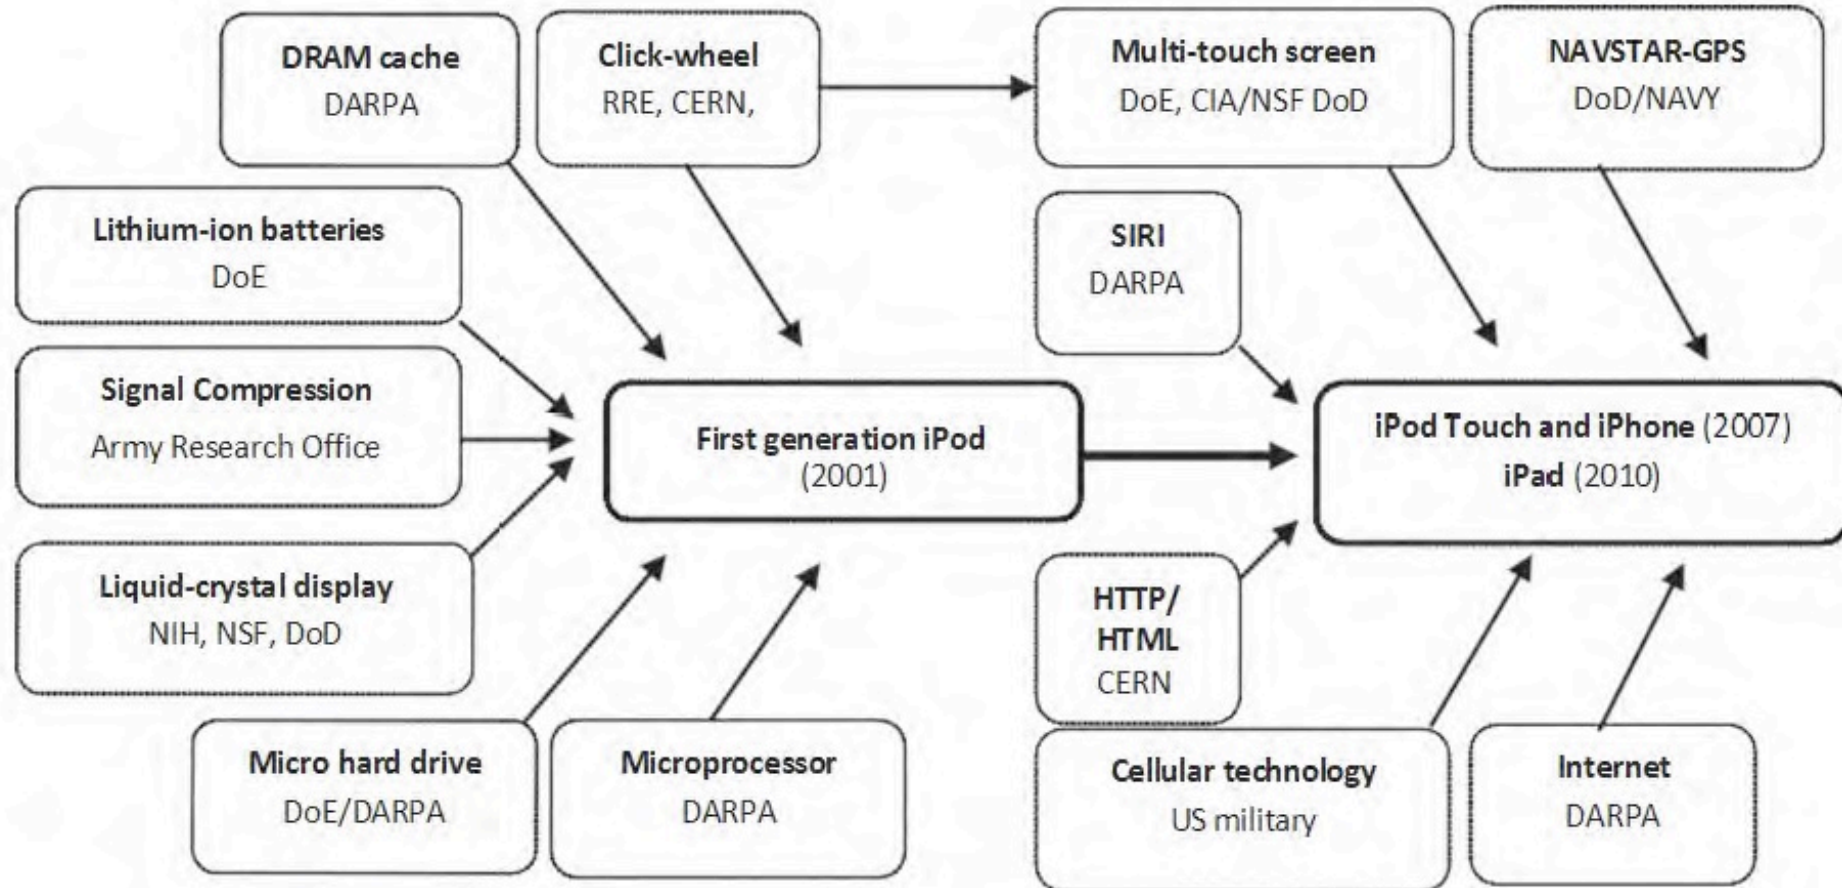 DRAM cache
DARPA
Click-wheel
RRE, CERN,
Multi-touch screen
DoE, CIA/NSF DoD
NAVSTAR-GPS
DoD/NAVY
Lithium-ion batteries
DoE
SIRI
DARPA
Signal Compression
Army Research Office
First generation iPod
(2001)
iPod Touch and iPhone (2007)
iPad (2010)
Liquid-crystal display
NIH, NSF, DoD
HTTP/
HTML
CERN
Micro hard drive
DoE/DARPA
Microprocessor
DARPA
Cellular technology
US military
Internet
DARPA